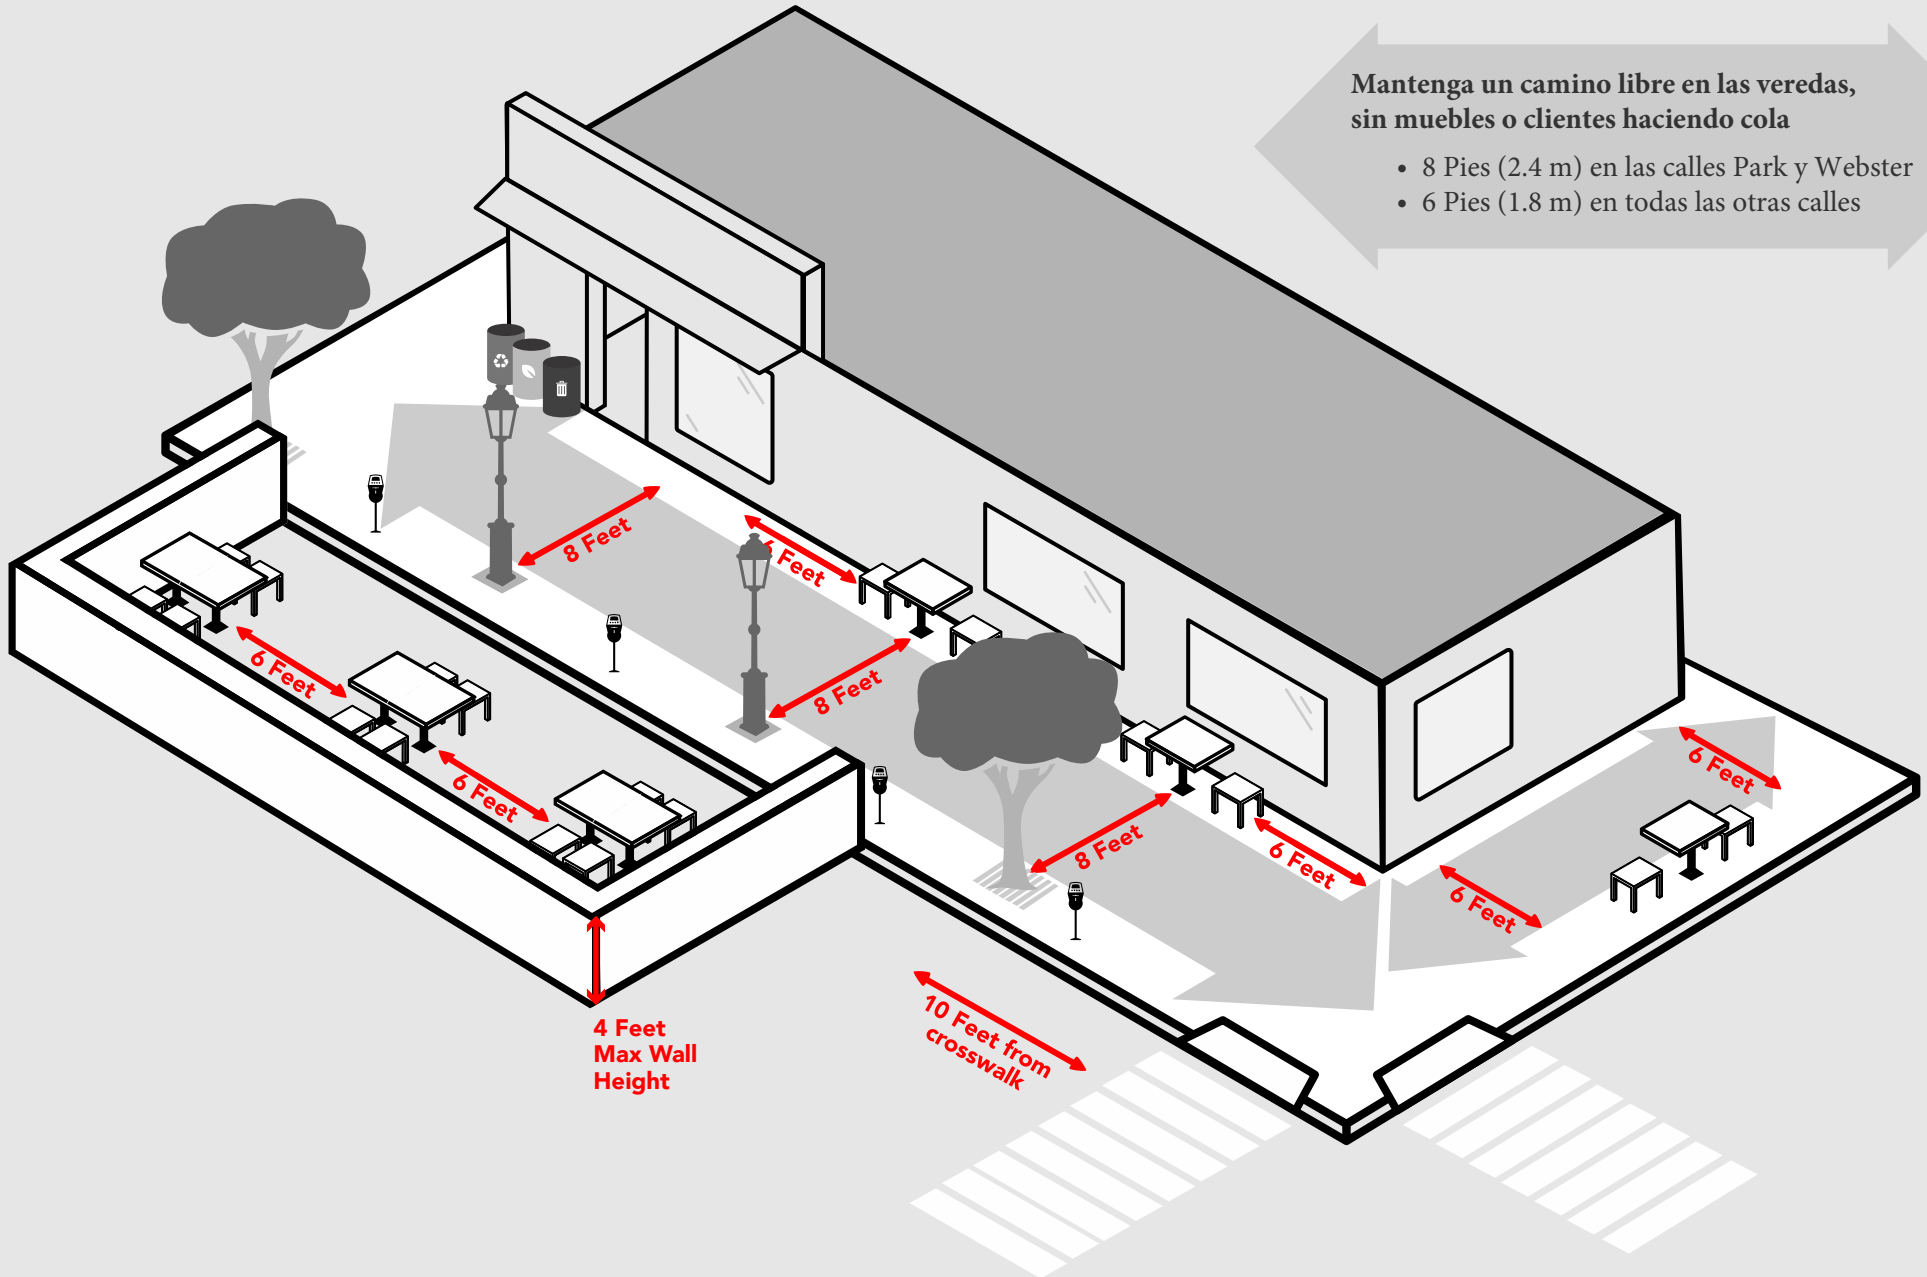 Mantenga un camino libre en las veredas,
sin muebles o clientes haciendo cola
• 8 Pies (2.4 m) en las calles Park y Webster
• 6 Pies (1.8 m) en todas las otras calles
8 Feet
6 Feet
8 Feet
6 Feet
6 Feet
8 Feet
6 Feet
6 Feet
6 Feet
4 Feet
Max Wall
Height
10 Feet from
crosswalk